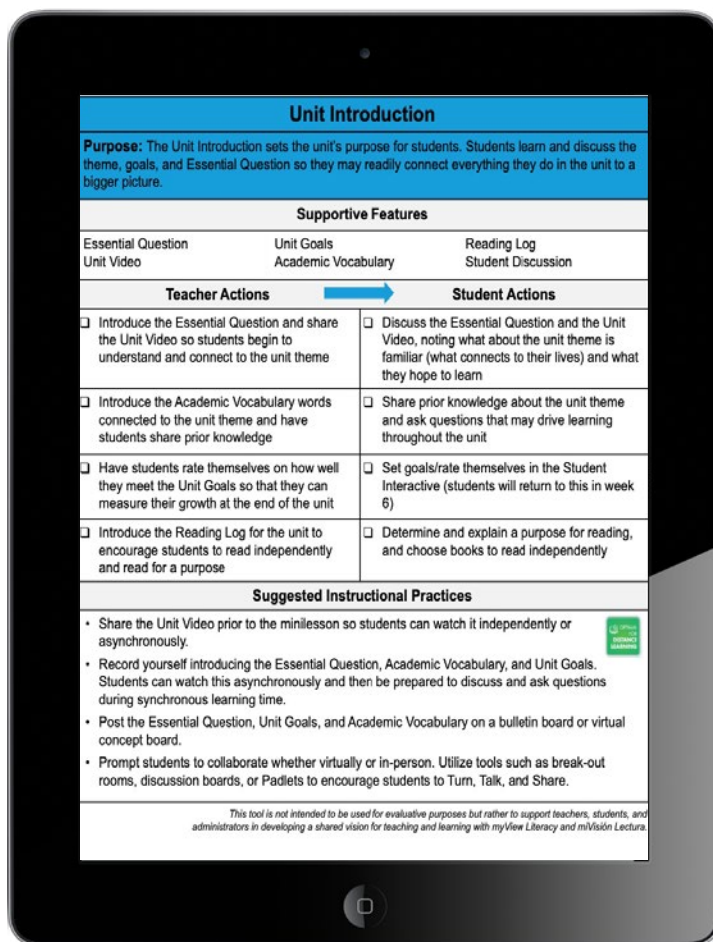 Unit Introduction
Purpose: The Unit Introduction sets the unit's purpose for students. Students learn and discuss the
theme, goals, and Essential Question so they may readily connect everything they do in the unit to a
bigger picture.
Supportive Features
Essential Question Unit Goals Reading Log
Unit Video Academic Vocabulary Student Discussion
Teacher Actions Student Actions
Introduce the Essential Question and share
the Unit Video so students begin to
understand and connect to the unit theme
Discuss the Essential Question and the Unit
Video, noting what about the unit theme is
familiar (what connects to their lives) and what
they hope to learn
Introduce the Academic Vocabulary words
connected to the unit theme and have
students share prior knowledge
Share prior knowledge about the unit theme
and ask questions that may drive learning
throughout the unit
Have students rate themselves on how well
they meet the Unit Goals so that they can
measure their growth at the end of the unit
Set goals/rate themselves in the Student
Interactive (students will return to this in week
6)
Introduce the Reading Log for the unit to
encourage students to read independently
and read for a purpose
Determine and explain a purpose for reading,
and choose books to read independently
Suggested Instructional Practices
• Share the Unit Video prior to the minilesson so students can watch it independently or
asynchronously.
• Record yourself introducing the Essential Question, Academic Vocabulary, and Unit Goals.
Students can watch this asynchronously and then be prepared to discuss and ask questions
during synchronous learning time.
• Post the Essential Question, Unit Goals, and Academic Vocabulary on a bulletin board or virtual
concept board.
• Prompt students to collaborate whether virtually or in-person. Utilize tools such as break-out
rooms, discussion boards, or Padlets to encourage students to Turn, Talk, and Share.
DISTANCE
LEARNING
This tool is not intended to be used for evaluative purposes but rather to support teachers, students, and
administrators in developing a shared vision for teaching and learning with myView Literacy and miVisión Lectura.